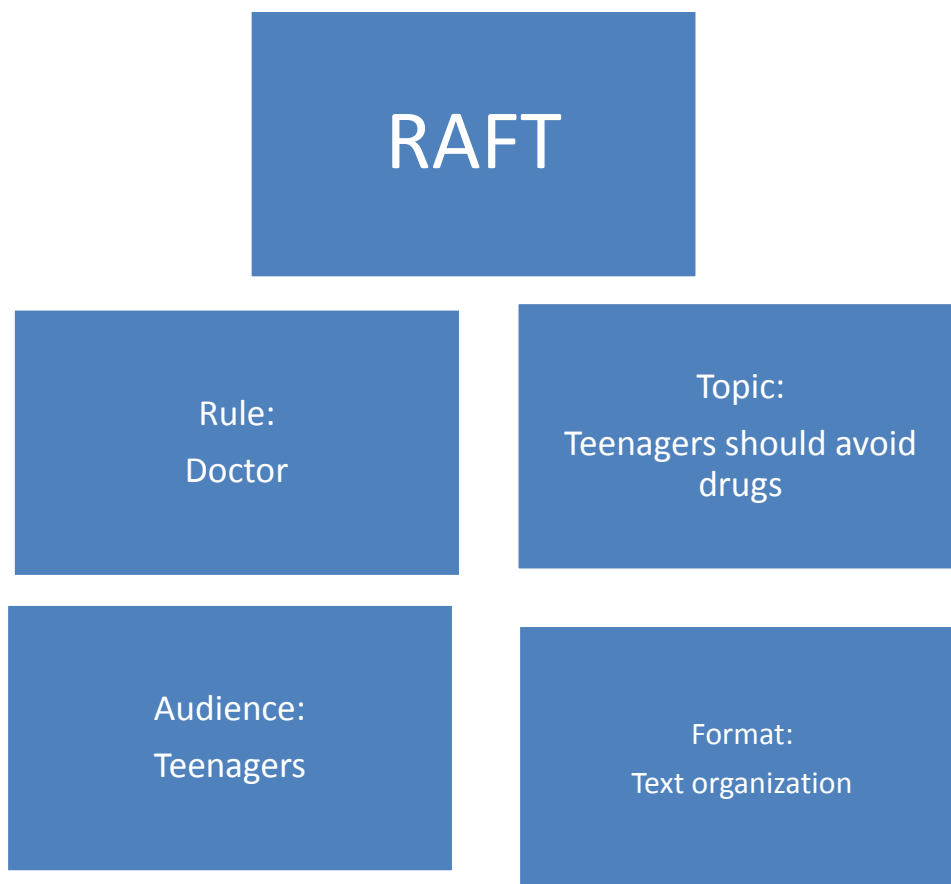 RAFT
Rule:
Doctor
Topic:
Teenagers should avoid
drugs
Audience:
Teenagers
Format:
Text organization